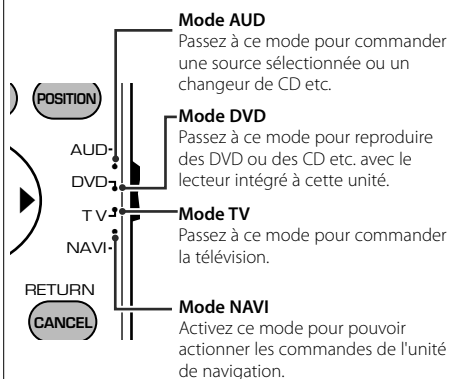 Mode AUD
Passez à ce mode pour commander
une source sélectionnée ou un
changeur de CD etc.
Mode DVD
Passez à ce mode pour reproduire
des DVD ou des CD etc. avec le
lecteur intégré à cette unité.
Mode TV
Passez à ce mode pour commander
la télévision.
Mode NAVI
Activez ce mode pour pouvoir
actionner les commandes de l'unité
de navigation.
POSITION
AUD
DVD
TV
NAVI
RETURN
CANCEL